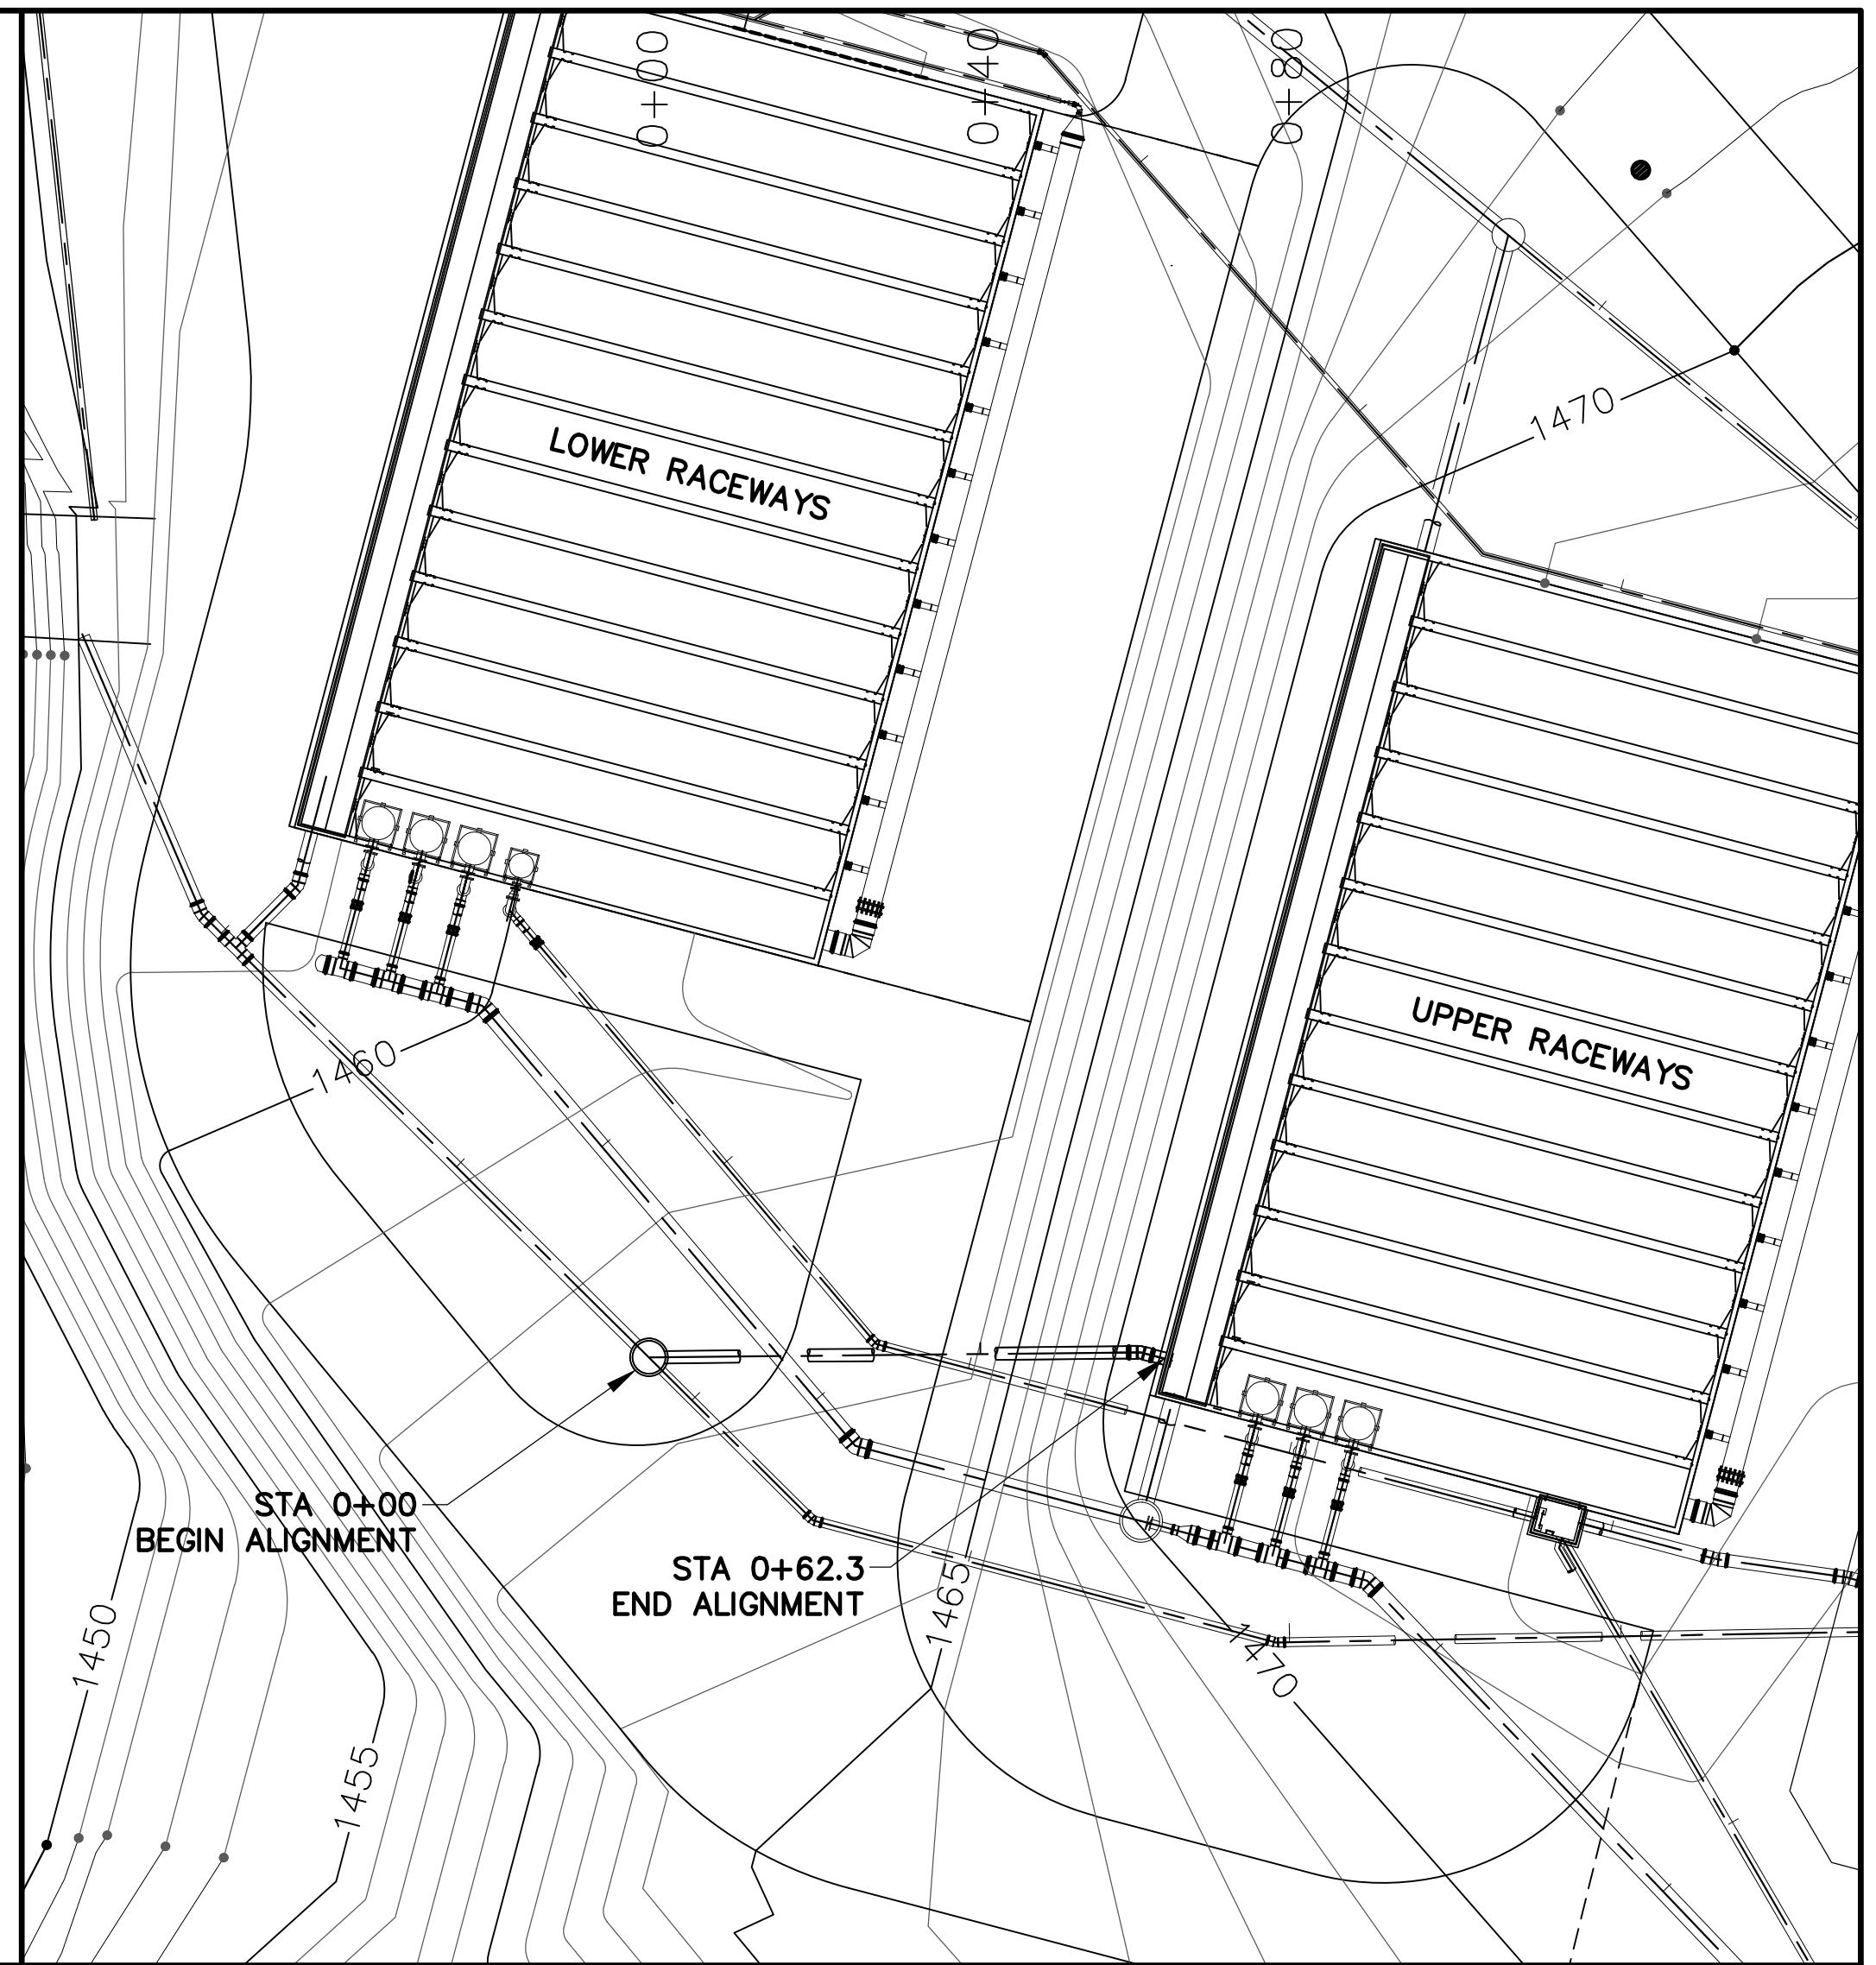 0+00
0+40
0+80
1470
LOWER RACEWAYS
UPPER RACEWAYS
1460
STA 0+00
BEGIN ALIGNMENT
STA 0+62.3
END ALIGNMENT
1465
1470
1450
1455